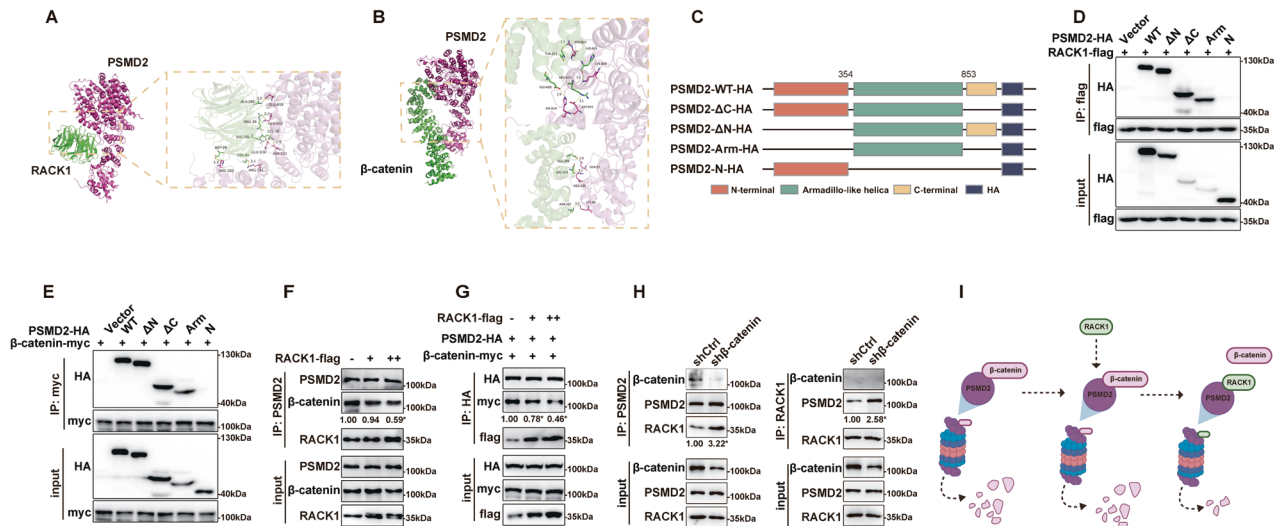 A
PSMD2
RACK1
B
PSMD2
β-catenin
C
354
853
PSMD2-WT-HA
PSMD2-ΔC-HA
PSMD2-ΔN-HA
PSMD2-Arm-HA
PSMD2-N-HA
N-terminal
Armadillo-like helica
C-terminal
HA
D
Vector
WT
ΔN
ΔC
Arm
N
PSMD2-HA
RACK1-flag
+ + + + + +
IP: flag
HA
130kDa
40kDa
flag
35kDa
input
HA
130kDa
40kDa
flag
35kDa
E
Vector
WT
ΔN
ΔC
Arm
N
PSMD2-HA
β-catenin-myc
+ + + + + +
IP: myc
HA
130kDa
40kDa
myc
100kDa
input
HA
130kDa
40kDa
myc
100kDa
F
RACK1-flag - + ++
IP: PSMD2
PSMD2
100kDa
β-catenin
100kDa
1.00 0.94 0.59*
RACK1
35kDa
input
PSMD2
100kDa
β-catenin
100kDa
RACK1
35kDa
G
RACK1-flag - + ++
PSMD2-HA + + +
β-catenin-myc + + +
IP: HA
HA
100kDa
myc
100kDa
1.00 0.78* 0.46*
flag
35kDa
input
HA
100kDa
myc
100kDa
flag
35kDa
H
shCtrl
shβ-catenin
IP: PSMD2
β-catenin
100kDa
PSMD2
100kDa
RACK1
35kDa
1.00 3.22*
input
β-catenin
100kDa
PSMD2
100kDa
RACK1
35kDa
shCtrl
shβ-catenin
IP: RACK1
β-catenin
100kDa
PSMD2
100kDa
1.00 2.58*
RACK1
35kDa
input
β-catenin
100kDa
PSMD2
100kDa
RACK1
35kDa
I
RACK1
β-catenin
PSMD2
β-catenin
PSMD2
β-catenin
RACK1
PSMD2